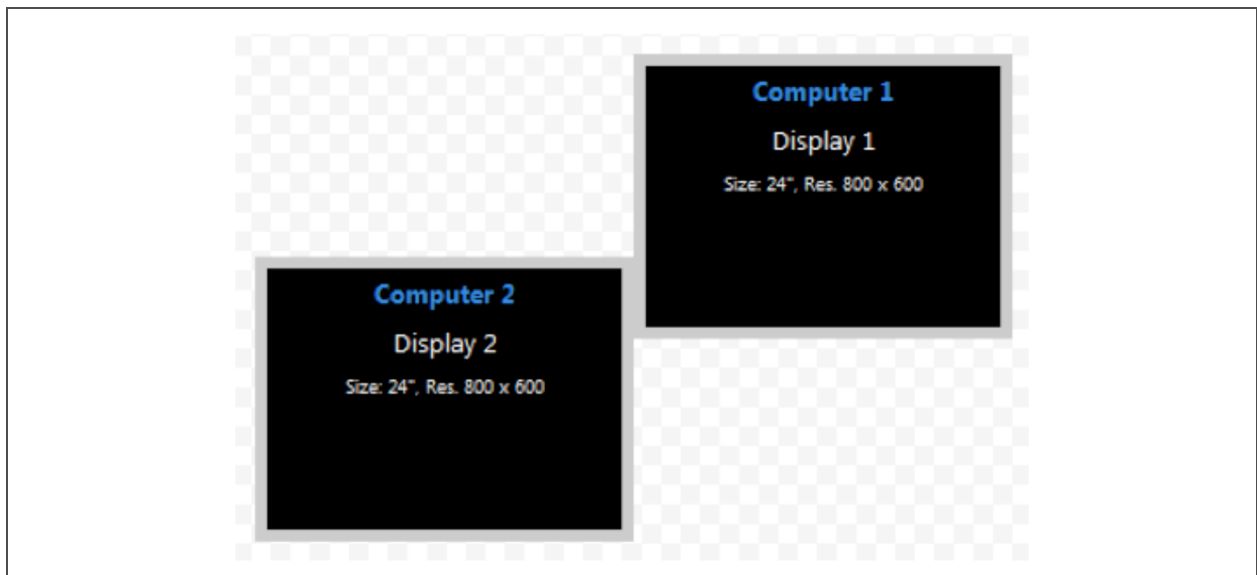 Computer 1
Display 1
Size: 24", Res. 800 x 600
Computer 2
Display 2
Size: 24", Res. 800 x 600